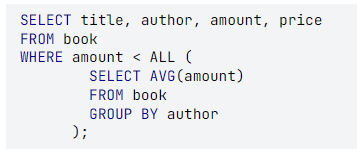 SELECT title, author, amount, price
FROM book
WHERE amount < ALL (
        SELECT AVG(amount)
        FROM book
        GROUP BY author
      );